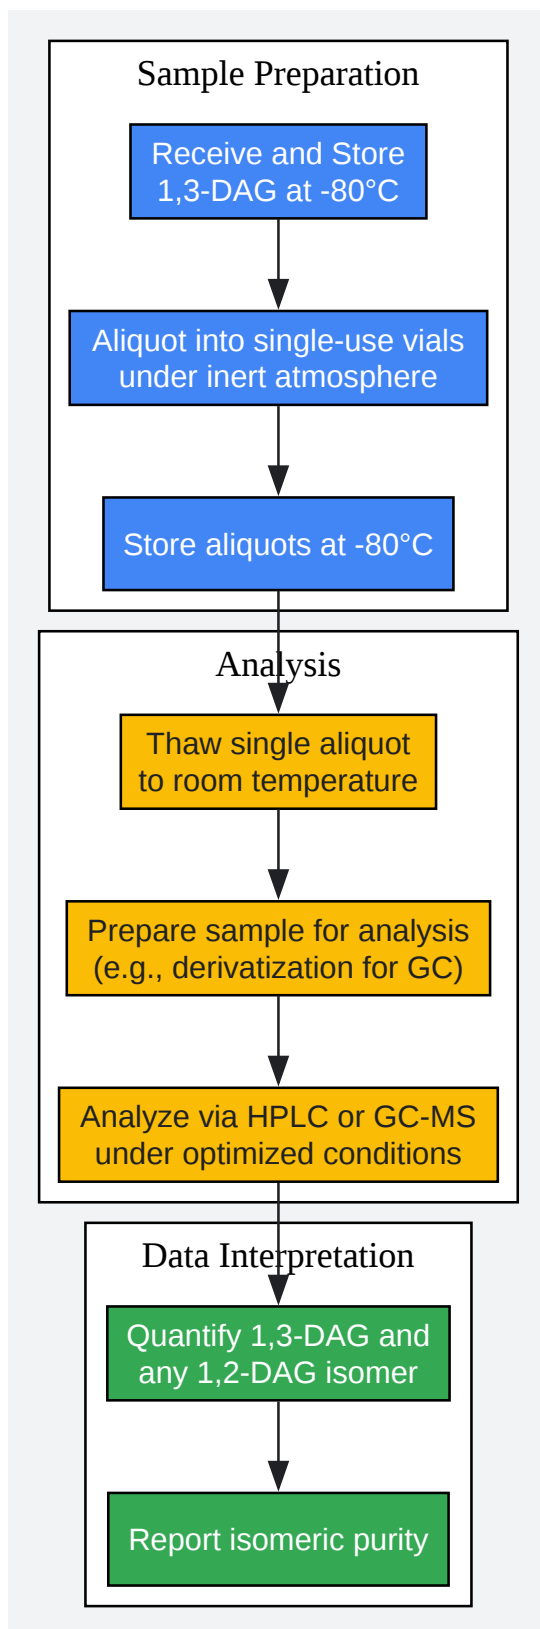 Sample Preparation
Receive and Store
1,3-DAG at -80°C
Aliquot into single-use vials
under inert atmosphere
Store aliquots at -80°C
Analysis
Thaw single aliquot
to room temperature
Prepare sample for analysis
(e.g., derivatization for GC)
Analyze via HPLC or GC-MS
under optimized conditions
Data Interpretation
Quantify 1,3-DAG and
any 1,2-DAG isomer
Report isomeric purity